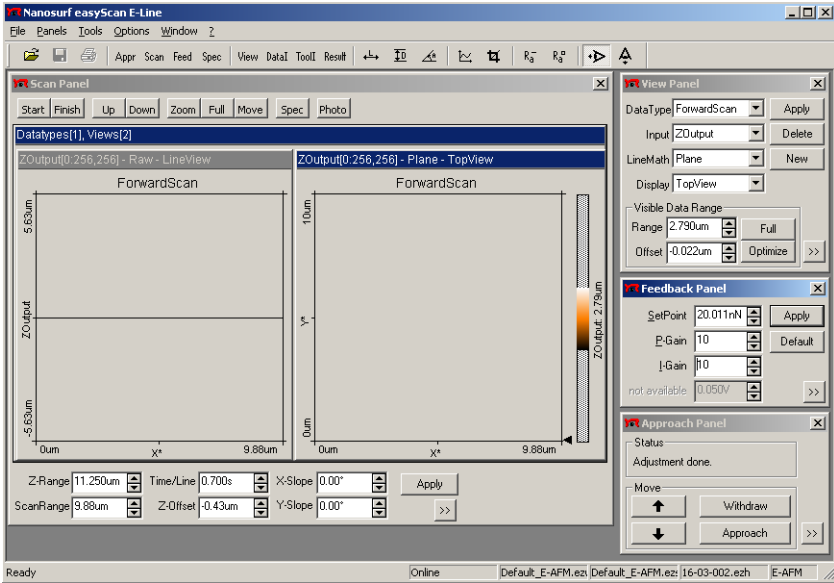 Nanosurf easyScan E-Line
File Panels Tools Options Window ?
Appr Scan Feed Spec View DataI ToolI Result
Scan Panel
Start Finish Up Down Zoom Full Move Spec Photo
Datatypes[1], Views[2]
ZOutput[0:256,256] - Raw - LineView
ForwardScan
5.63um
ZOutput
-5.63um
0um X* 9.88um
ZOutput[0:256,256] - Plane - TopView
ForwardScan
10um
Y*
0um
0um X* 9.88um
ZOutput: 2.79um
Z-Range 11.250um Time/Line 0.700s X-Slope 0.00° Apply
ScanRange 9.88um Z-Offset -0.43um Y-Slope 0.00° >>
View Panel
DataType ForwardScan Apply
Input ZOutput Delete
LineMath Plane New
Display TopView
Visible Data Range
Range 2.790um Full
Offset -0.022um Optimize >>
Feedback Panel
SetPoint 20.011nN Apply
P-Gain 10 Default
I-Gain 10
not available 0.050V >>
Approach Panel
Status
Adjustment done.
Move
Withdraw
Approach >>
Ready Online Default_E-AFM.ez Default_E-AFM.ez 16-03-002.ezh E-AFM